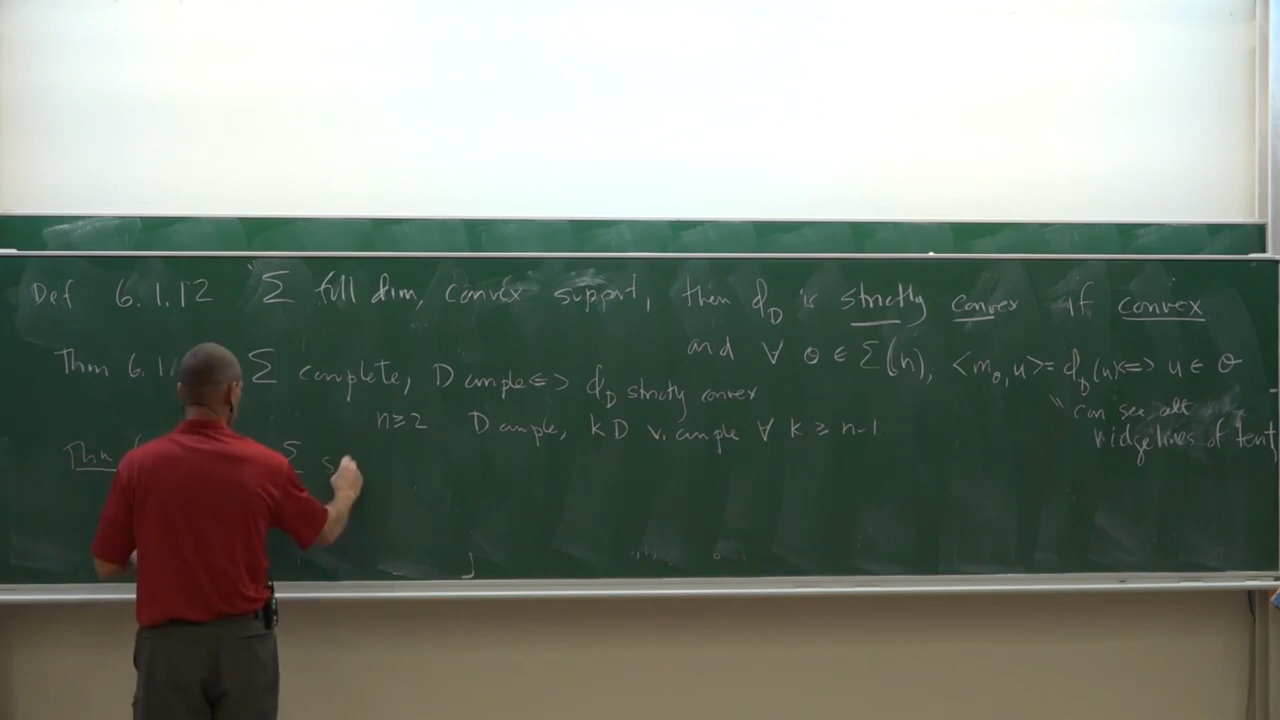 Def 6.1.12 "Σ full dim, convex support, then ϕ_D is strictly convex if convex
and ∀ σ ∈ Σ(n), <m_σ,u> = ϕ_D(u) <=> u ∈ σ
"can see all
ridgelines of tent
Thm 6.1 Σ complete, D ample <=> ϕ_D strictly convex
n≥2 D ample, kD v. ample ∀ k ≥ n-1
Thm Σ s